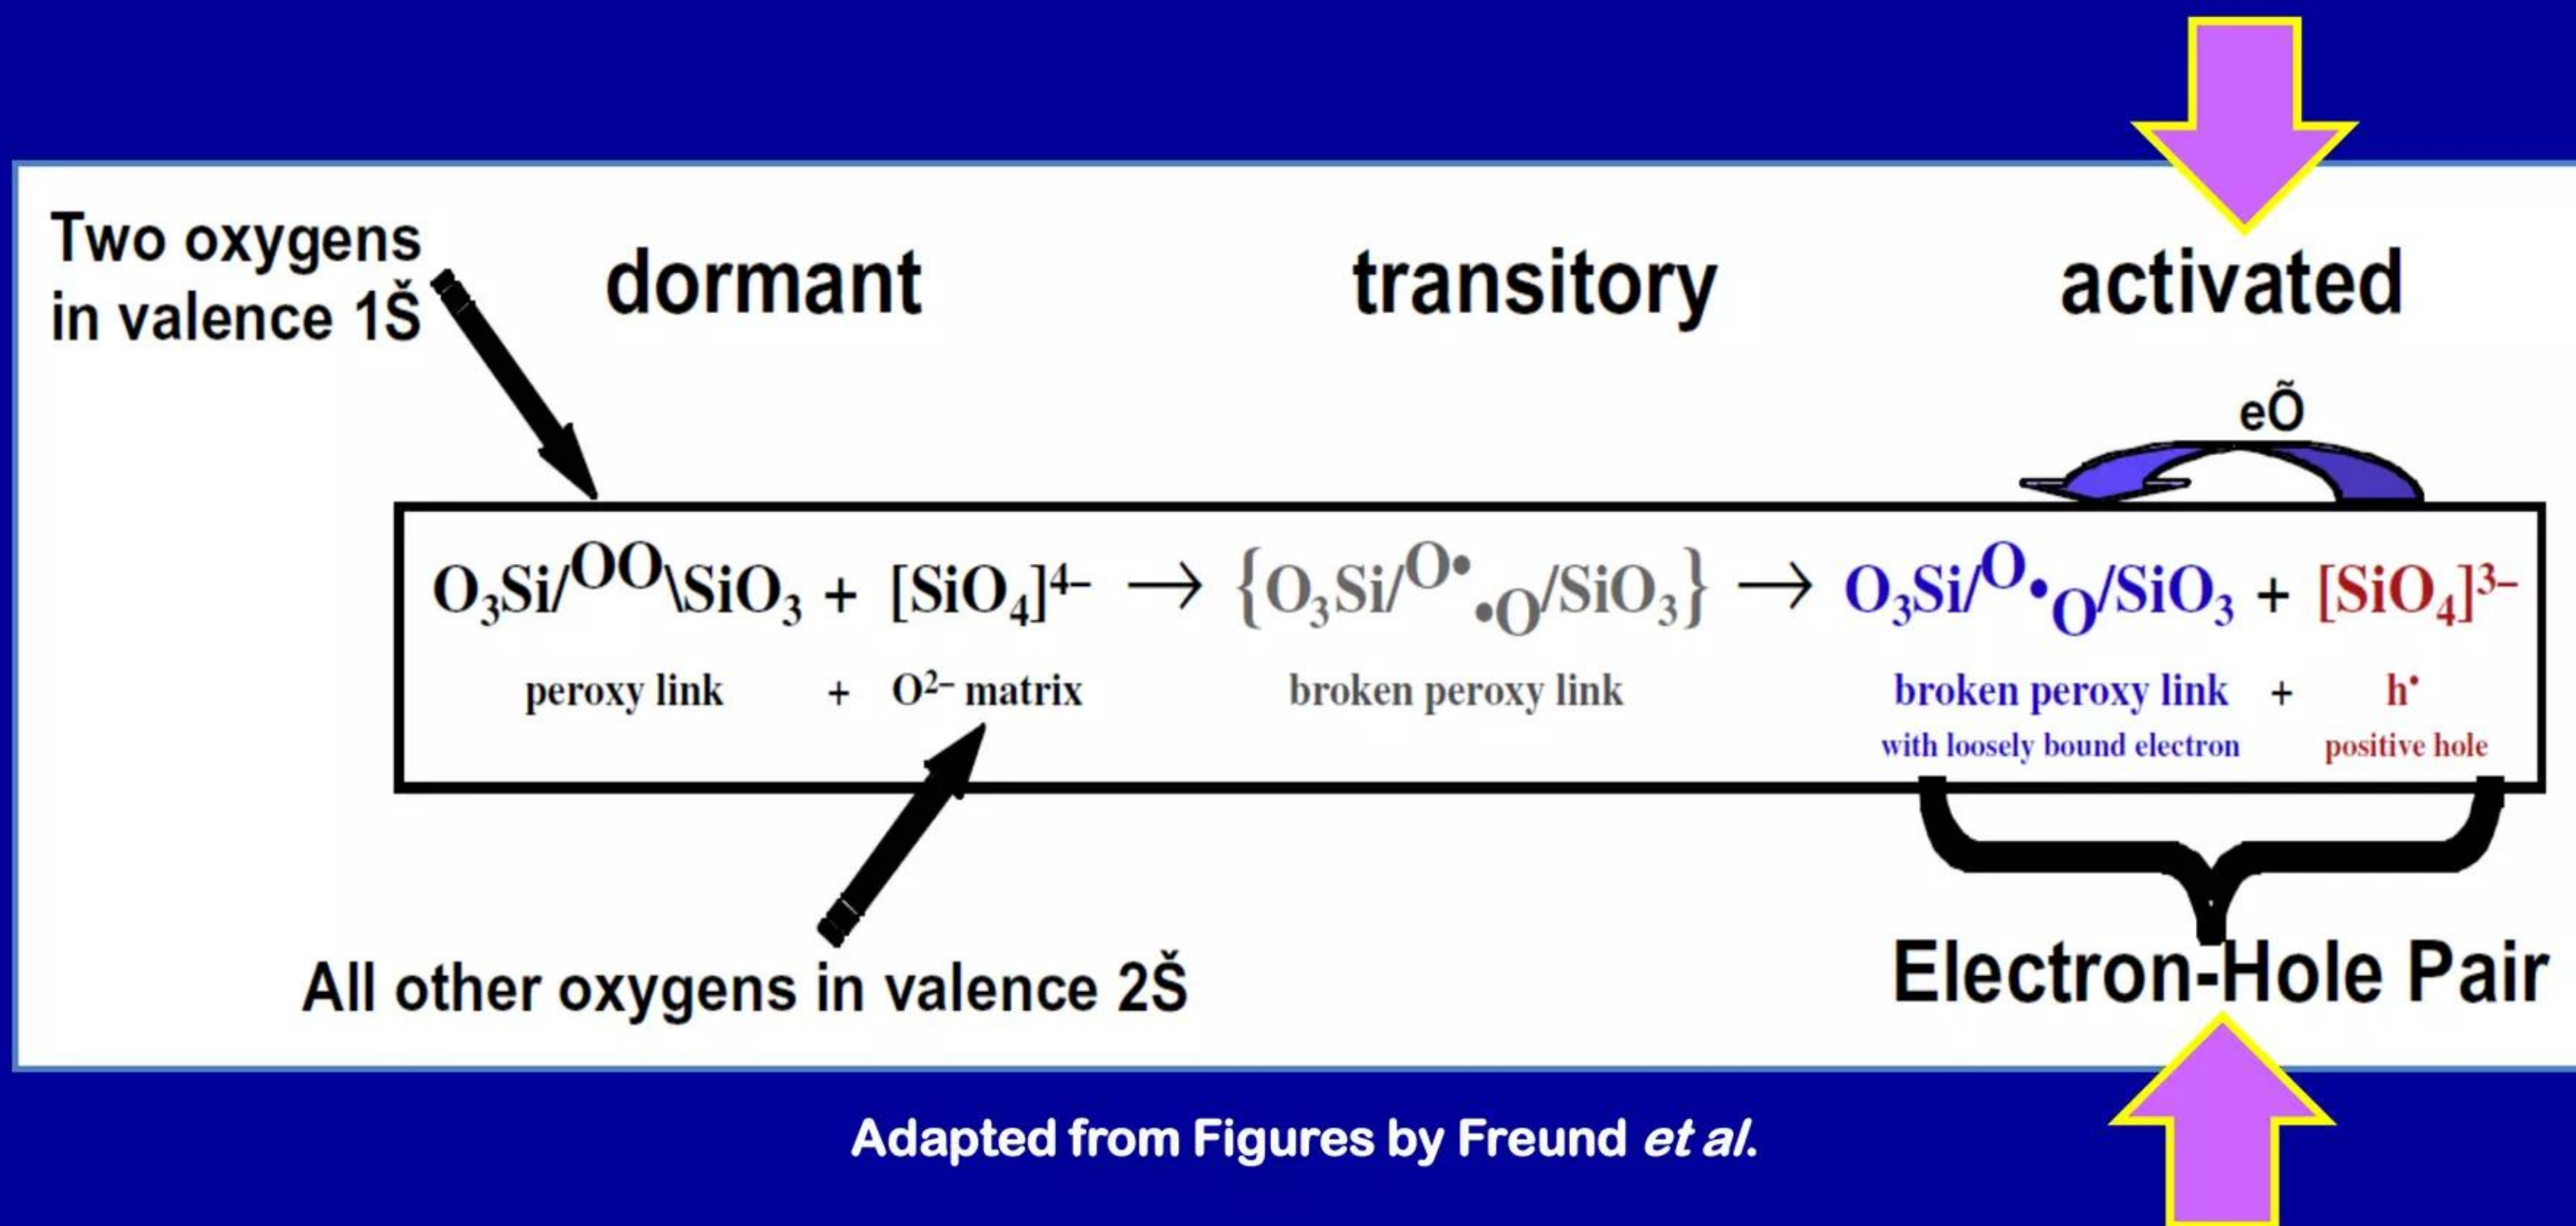 Two oxygens
in valence 1Š
dormant
transitory
activated
eÕ
O₃Si/ᴼᴼ\SiO₃ + [SiO₄]⁴⁻ → {O₃Si/ᴼ• •O/SiO₃} → O₃Si/ᴼ•O/SiO₃ + [SiO₄]³⁻
peroxy link + O²⁻ matrix broken peroxy link broken peroxy link + h•
with loosely bound electron positive hole
All other oxygens in valence 2Š
Electron-Hole Pair
Adapted from Figures by Freund et al.